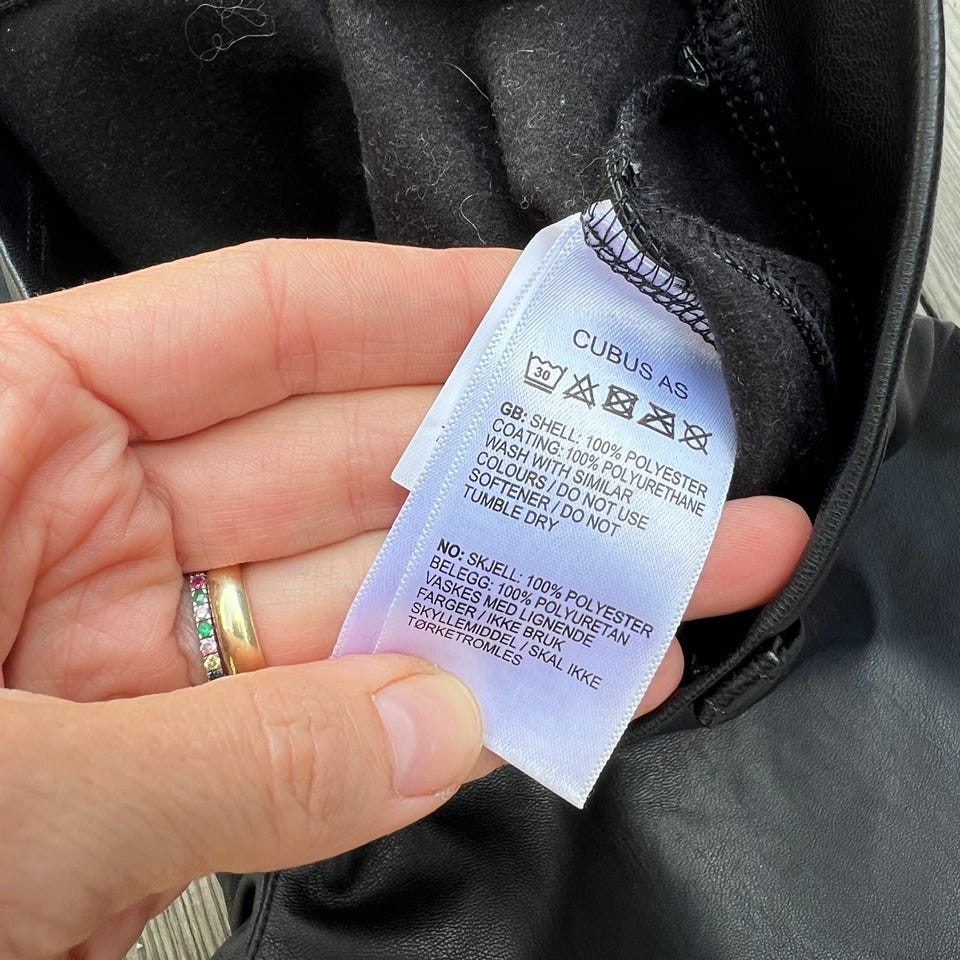 CUBUS AS
30
GB: SHELL: 100% POLYESTER
COATING: 100% POLYURETHANE
WASH WITH SIMILAR
COLOURS / DO NOT USE
SOFTENER / DO NOT
TUMBLE DRY
NO: SKJELL: 100% POLYESTER
BELEGG: 100% POLYURETAN
VASKES MED / LIGNENDE
FARGER / IKKE BRUK
SKYLLEMIDDEL / SKAL IKKE
TØRKETROMLES